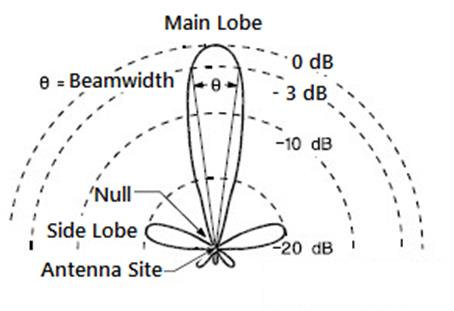 Main Lobe
0 dB
θ = Beamwidth
θ
- 3 dB
-10 dB
Null
Side Lobe
-20 dB
Antenna Site